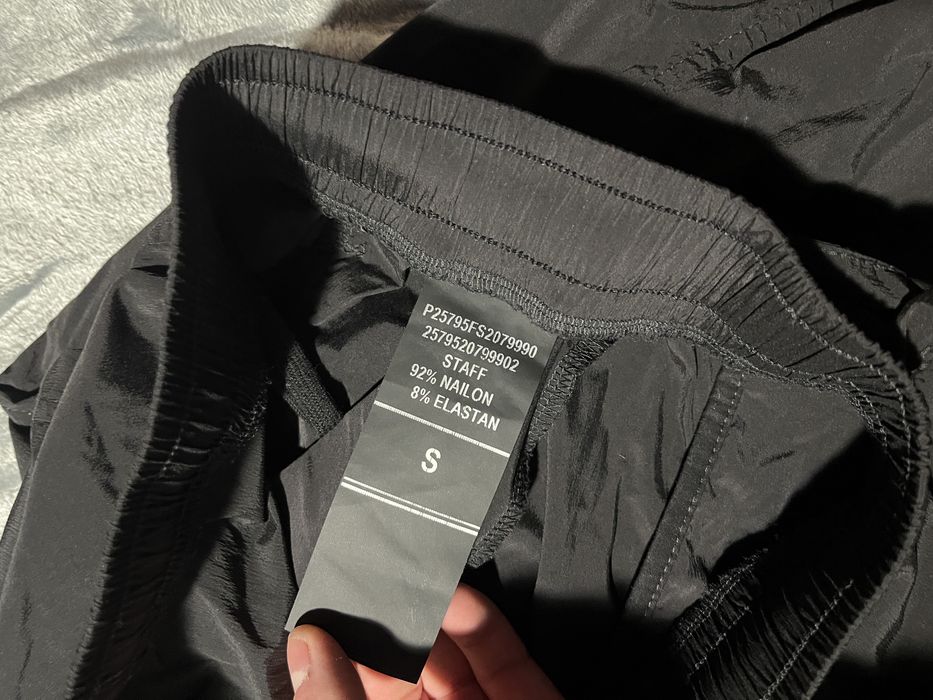 P25795FS2079990
2579520799902
STAFF
92% NAILON
8% ELASTAN
S